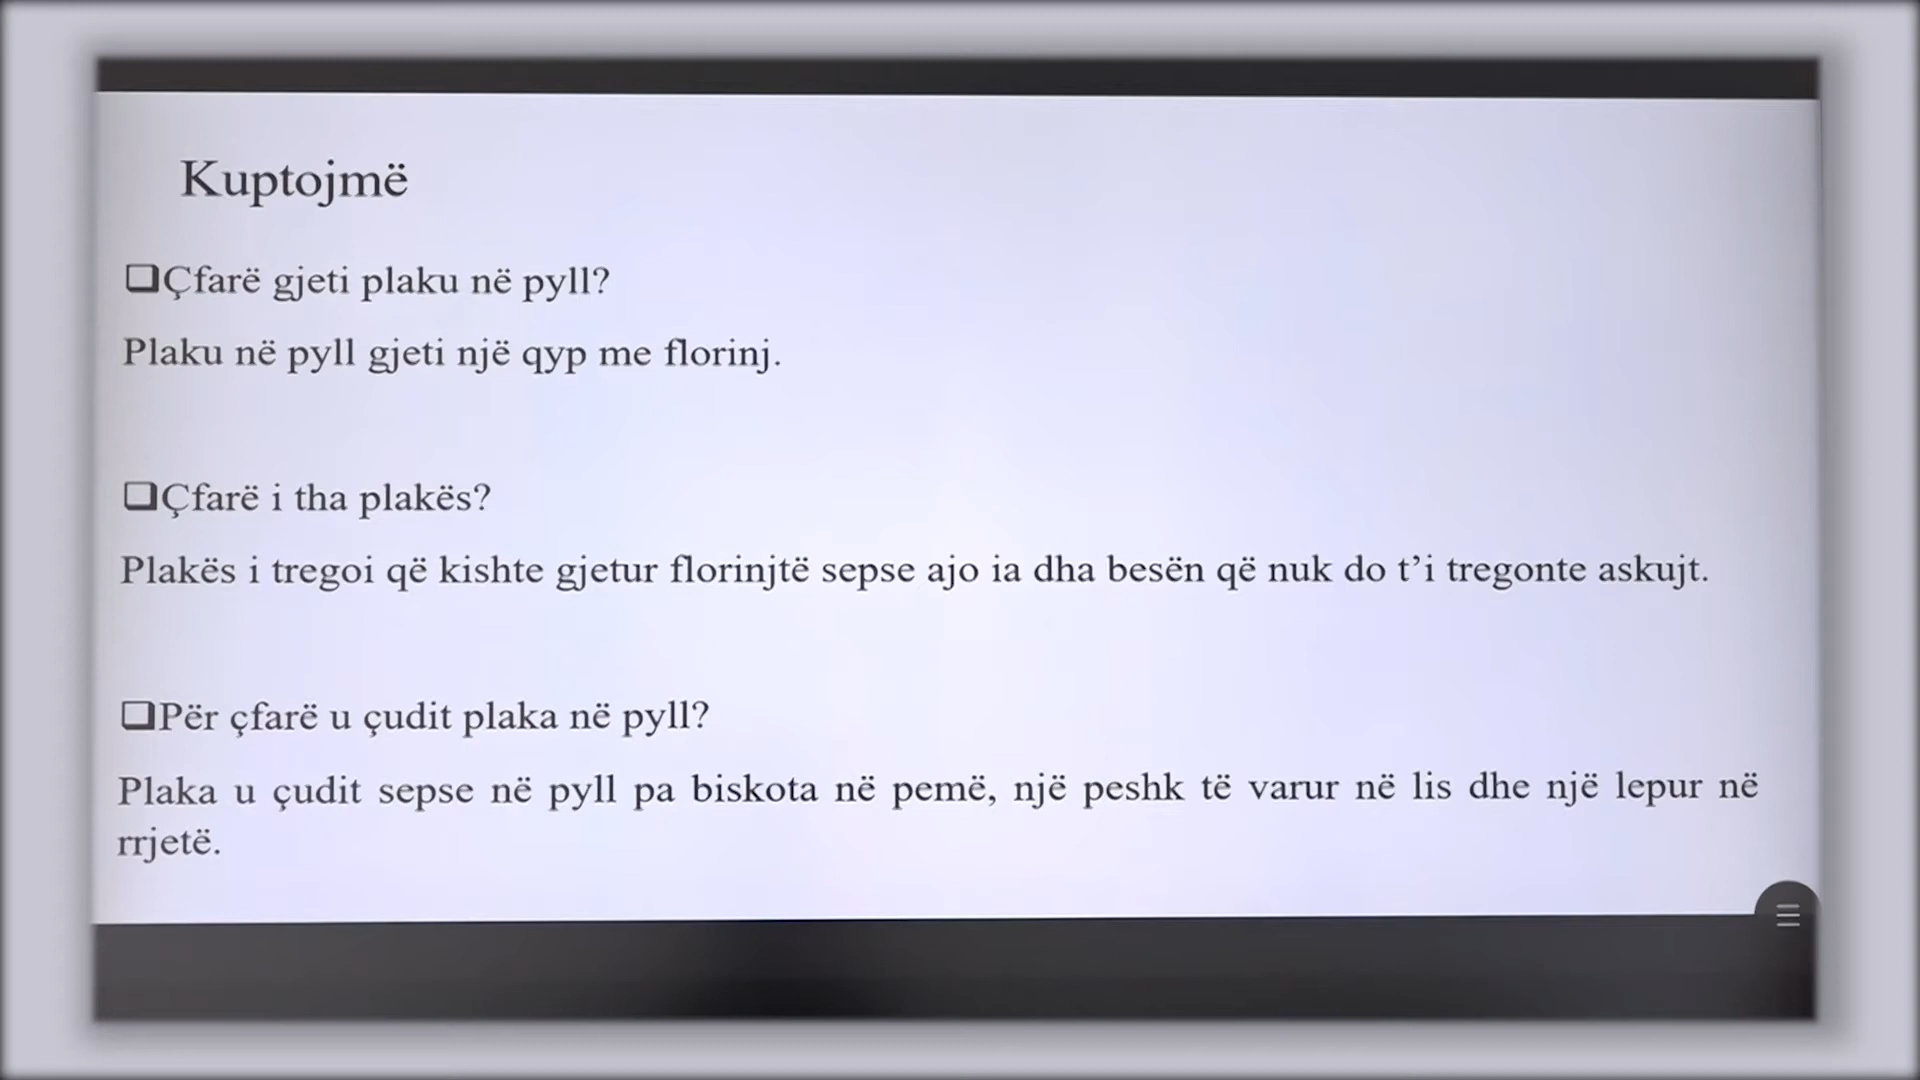 Kuptojmë
❑Çfarë gjeti plaku në pyll?
Plaku në pyll gjeti një qyp me florinj.
❑Çfarë i tha plakës?
Plakës i tregoi që kishte gjetur florinjtë sepse ajo ia dha besën që nuk do t’i tregonte askujt.
❑Për çfarë u çudit plaka në pyll?
Plaka u çudit sepse në pyll pa biskota në pemë, një peshk të varur në lis dhe një lepur në
rrjetë.